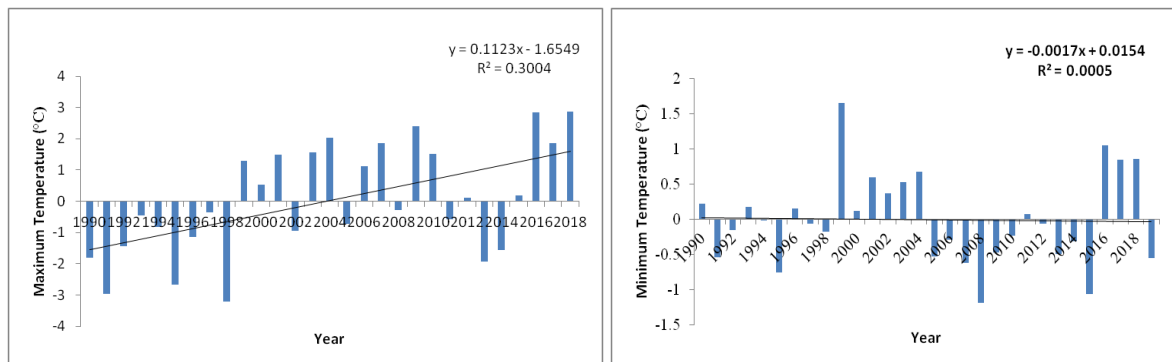 y = 0.1123x - 1.6549
R² = 0.3004
4
3
2
1
0
-1
-2
-3
-4
Maximum Temperature (°C)
1990 1992 1994 1996 1998 2000 2002 2004 2006 2008 2010 2012 2014 2016 2018
Year
y = -0.0017x + 0.0154
R² = 0.0005
2
1.5
1
0.5
0
-0.5
-1
-1.5
Minimum Temperature (°C)
1990 1992 1994 1996 1998 2000 2002 2004 2006 2008 2010 2012 2014 2016 2018
Year